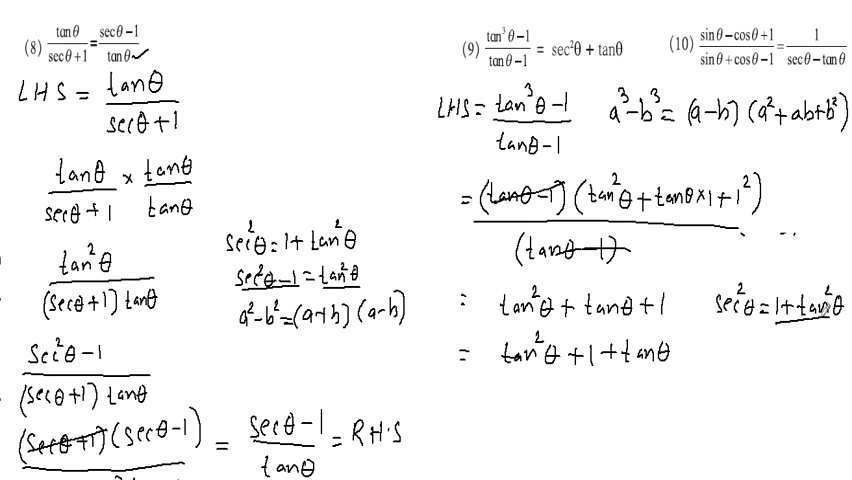 (8) tanθ/(secθ+1) = (secθ−1)/tanθ ✓
LHS = tanθ/(secθ+1)
tanθ/(secθ+1) × tanθ/tanθ
tan²θ/((secθ+1) tanθ)
sec²θ = 1 + tan²θ
sec²θ−1 = tan²θ
a²−b² = (a+b)(a−b)
(sec²θ−1)/((secθ+1) tanθ)
(secθ+1)(secθ−1) = (secθ−1)/tanθ = RH·S
(9) (tan³θ−1)/(tanθ−1) = sec²θ + tanθ
(10) (sinθ−cosθ+1)/(sinθ+cosθ−1) = 1/(secθ−tanθ)
LHS = (tan³θ−1)/(tanθ−1) a³−b³ = (a−b)(a²+ab+b²)
= (tanθ−1)(tan²θ+tanθ×1+1²)/(tanθ−1)
= tan²θ + tanθ + 1 sec²θ = 1+tan²θ
= tan²θ + 1 + tanθ